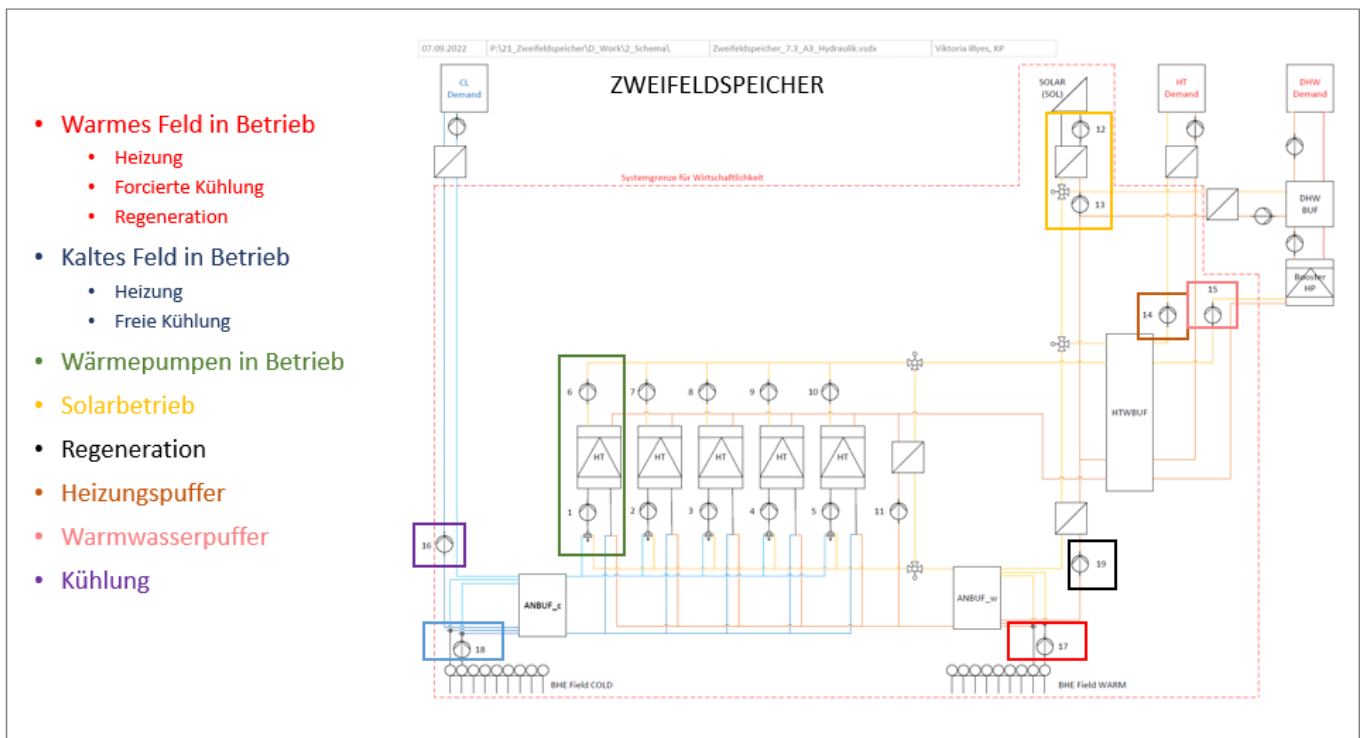 07.09.2022 P:\21_Zweifeldspeicher\D_Work\2_Schema\ Zweifeldspeicher_7.3_A3_Hydraulik.vsdx Viktoria Illyes, KP
ZWEIFELDSPEICHER
CL
Demand
SOLAR
(SOL)
HT
Demand
DHW
Demand
• Warmes Feld in Betrieb
• Heizung
• Forcierte Kühlung
• Regeneration
• Kaltes Feld in Betrieb
• Heizung
• Freie Kühlung
• Wärmepumpen in Betrieb
• Solarbetrieb
• Regeneration
• Heizungspuffer
• Warmwasserpuffer
• Kühlung
12
Systemgrenze für Wirtschaftlichkeit
13
DHW
BUF
Booster
HP
15
14
6
7
8
9
10
HTWBUF
HT
HT
HT
HT
HT
1
2
3
4
5
11
16
19
ANBUF_c
ANBUF_w
18
17
BHE Field COLD
BHE Field WARM